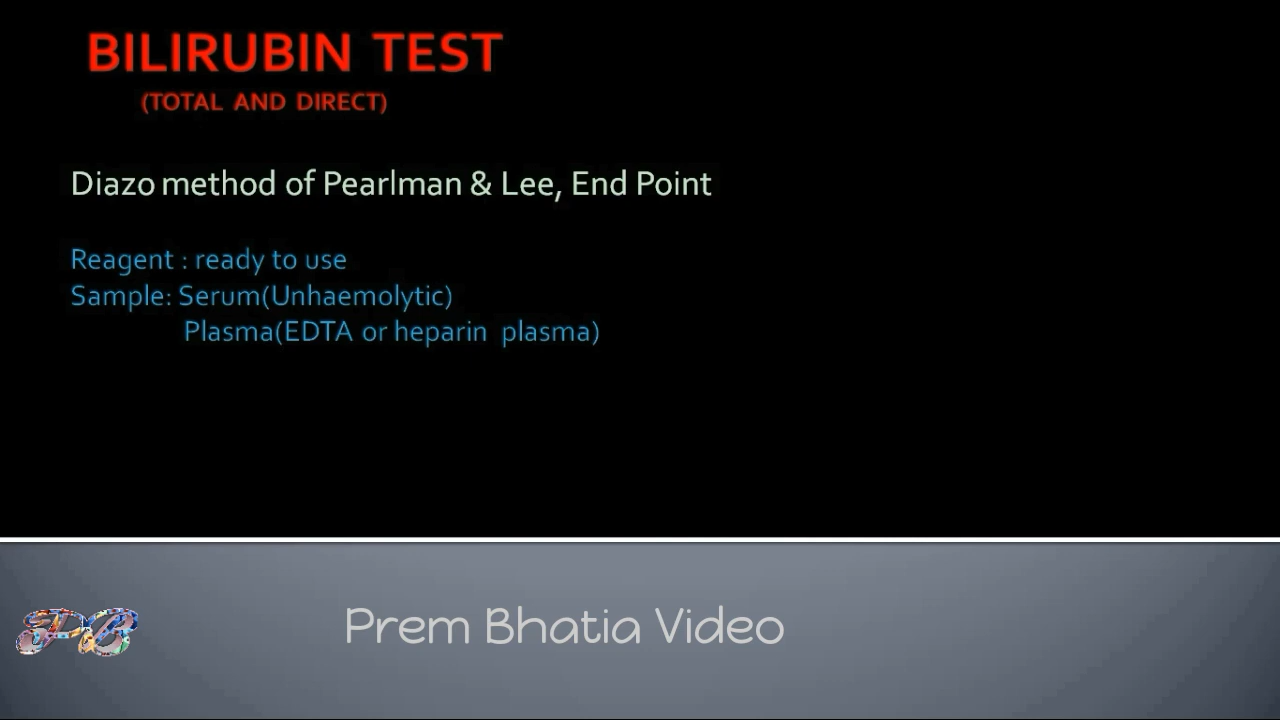 BILIRUBIN TEST
(TOTAL AND DIRECT)
Diazo method of Pearlman & Lee, End Point
Reagent : ready to use
Sample: Serum(Unhaemolytic)
Plasma(EDTA or heparin plasma)
PB
Prem Bhatia Video